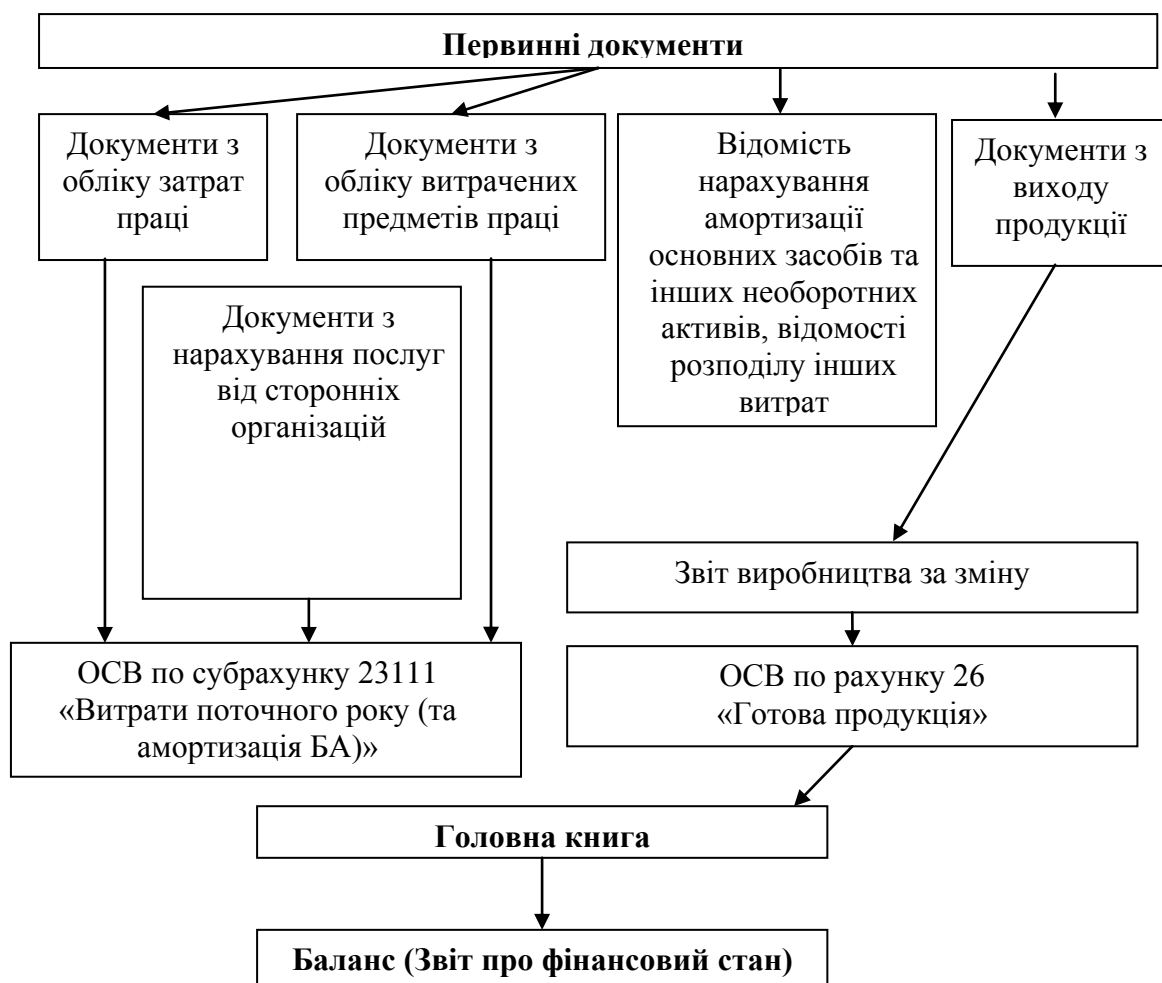 Первинні документи
Документи з
обліку затрат
праці
Документи з
обліку витрачених
предметів праці
Відомість
нарахування
амортизації
основних засобів та
інших необоротних
активів, відомості
розподілу інших
витрат
Документи з
виходу
продукції
Документи з
нарахування послуг
від сторонніх
організацій
Звіт виробництва за зміну
ОСВ по субрахунку 23111
«Витрати поточного року (та
амортизація БА)»
ОСВ по рахунку 26
«Готова продукція»
Головна книга
Баланс (Звіт про фінансовий стан)